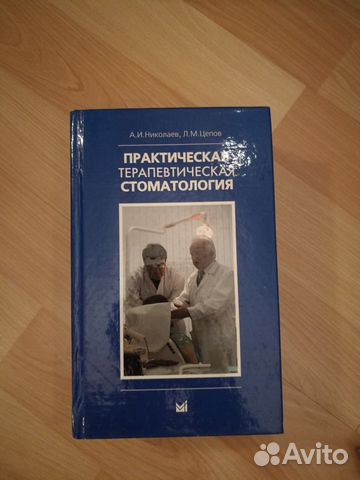 А.И.Николаев, Л.М.Цепов
ПРАКТИЧЕСКАЯ
ТЕРАПЕВТИЧЕСКАЯ
СТОМАТОЛОГИЯ
Avito